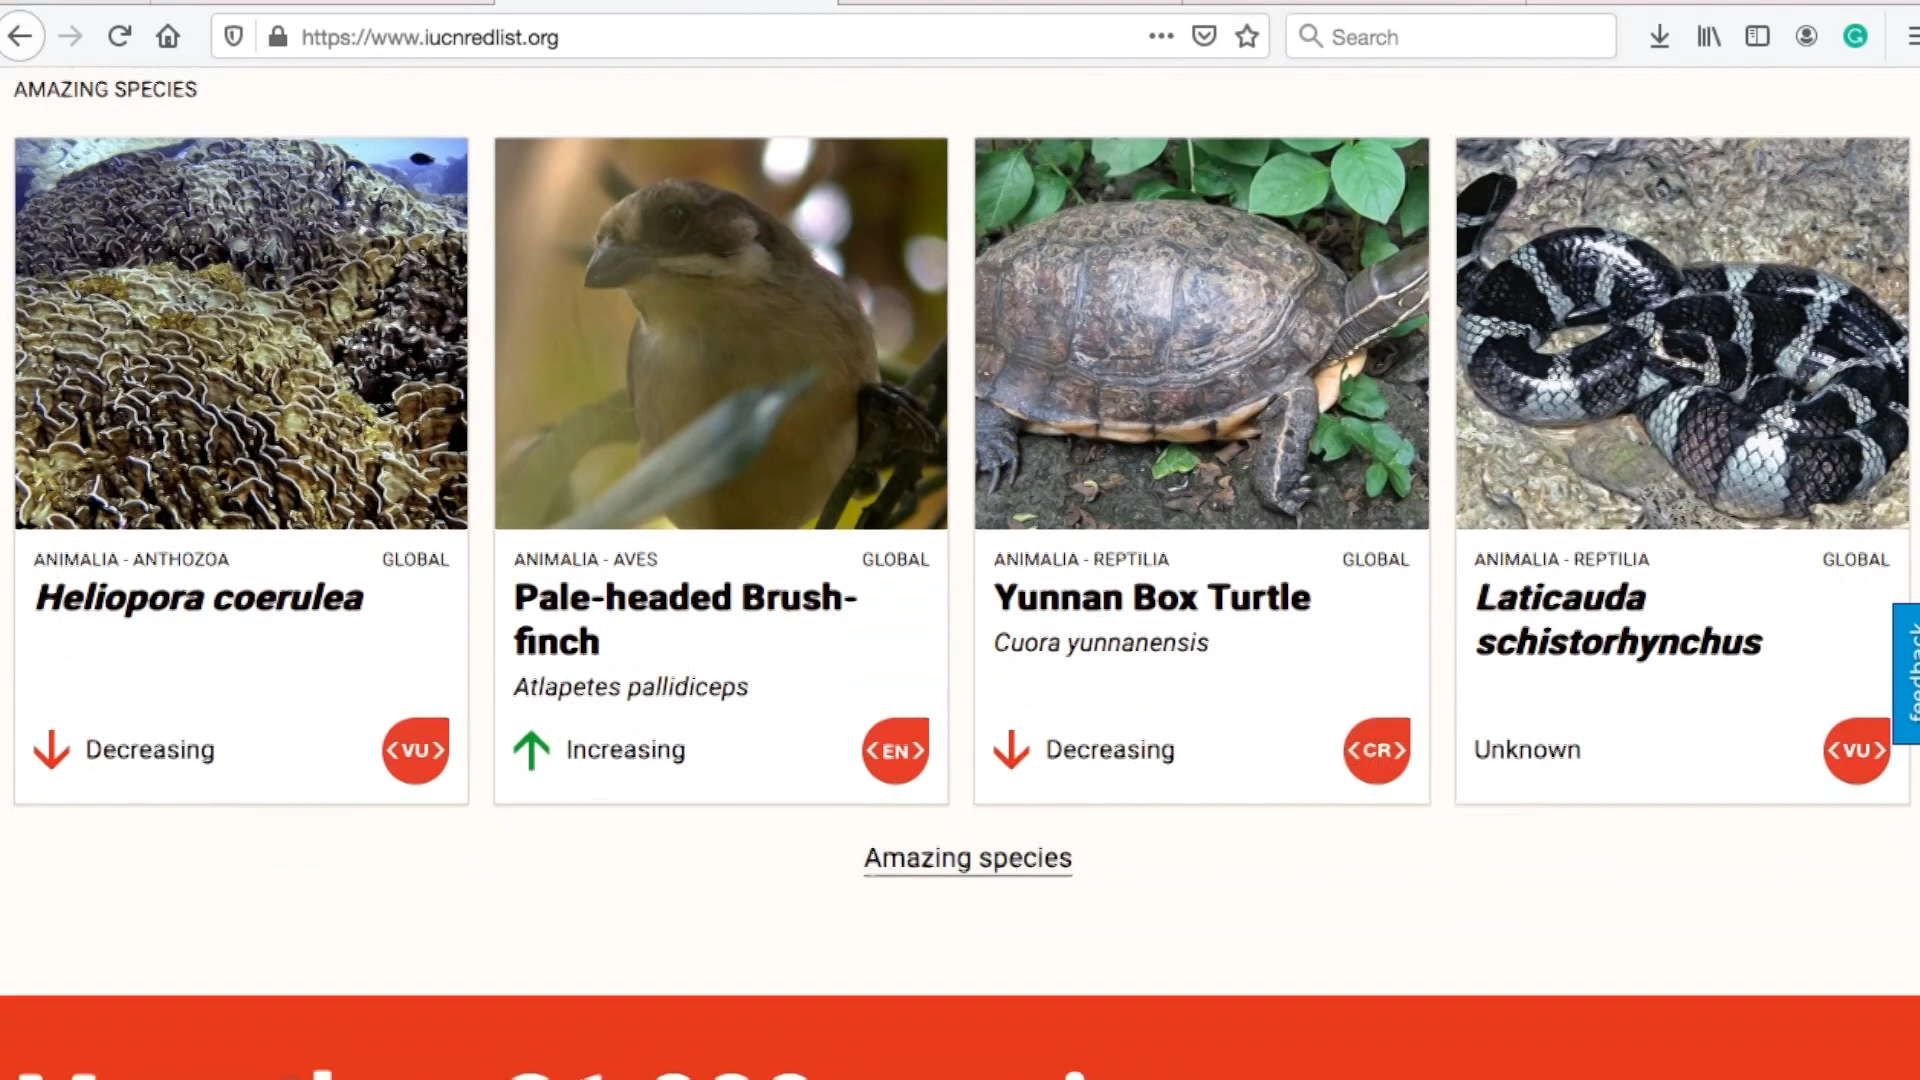 https://www.iucnredlist.org
Search
AMAZING SPECIES
ANIMALIA - ANTHOZOA GLOBAL
Heliopora coerulea
Decreasing
<VU>
ANIMALIA - AVES GLOBAL
Pale-headed Brush-
finch
Atlapetes pallidiceps
Increasing
<EN>
ANIMALIA - REPTILIA GLOBAL
Yunnan Box Turtle
Cuora yunnanensis
Decreasing
<CR>
ANIMALIA - REPTILIA GLOBAL
Laticauda
schistorhynchus
Unknown
<VU>
feedback
Amazing species